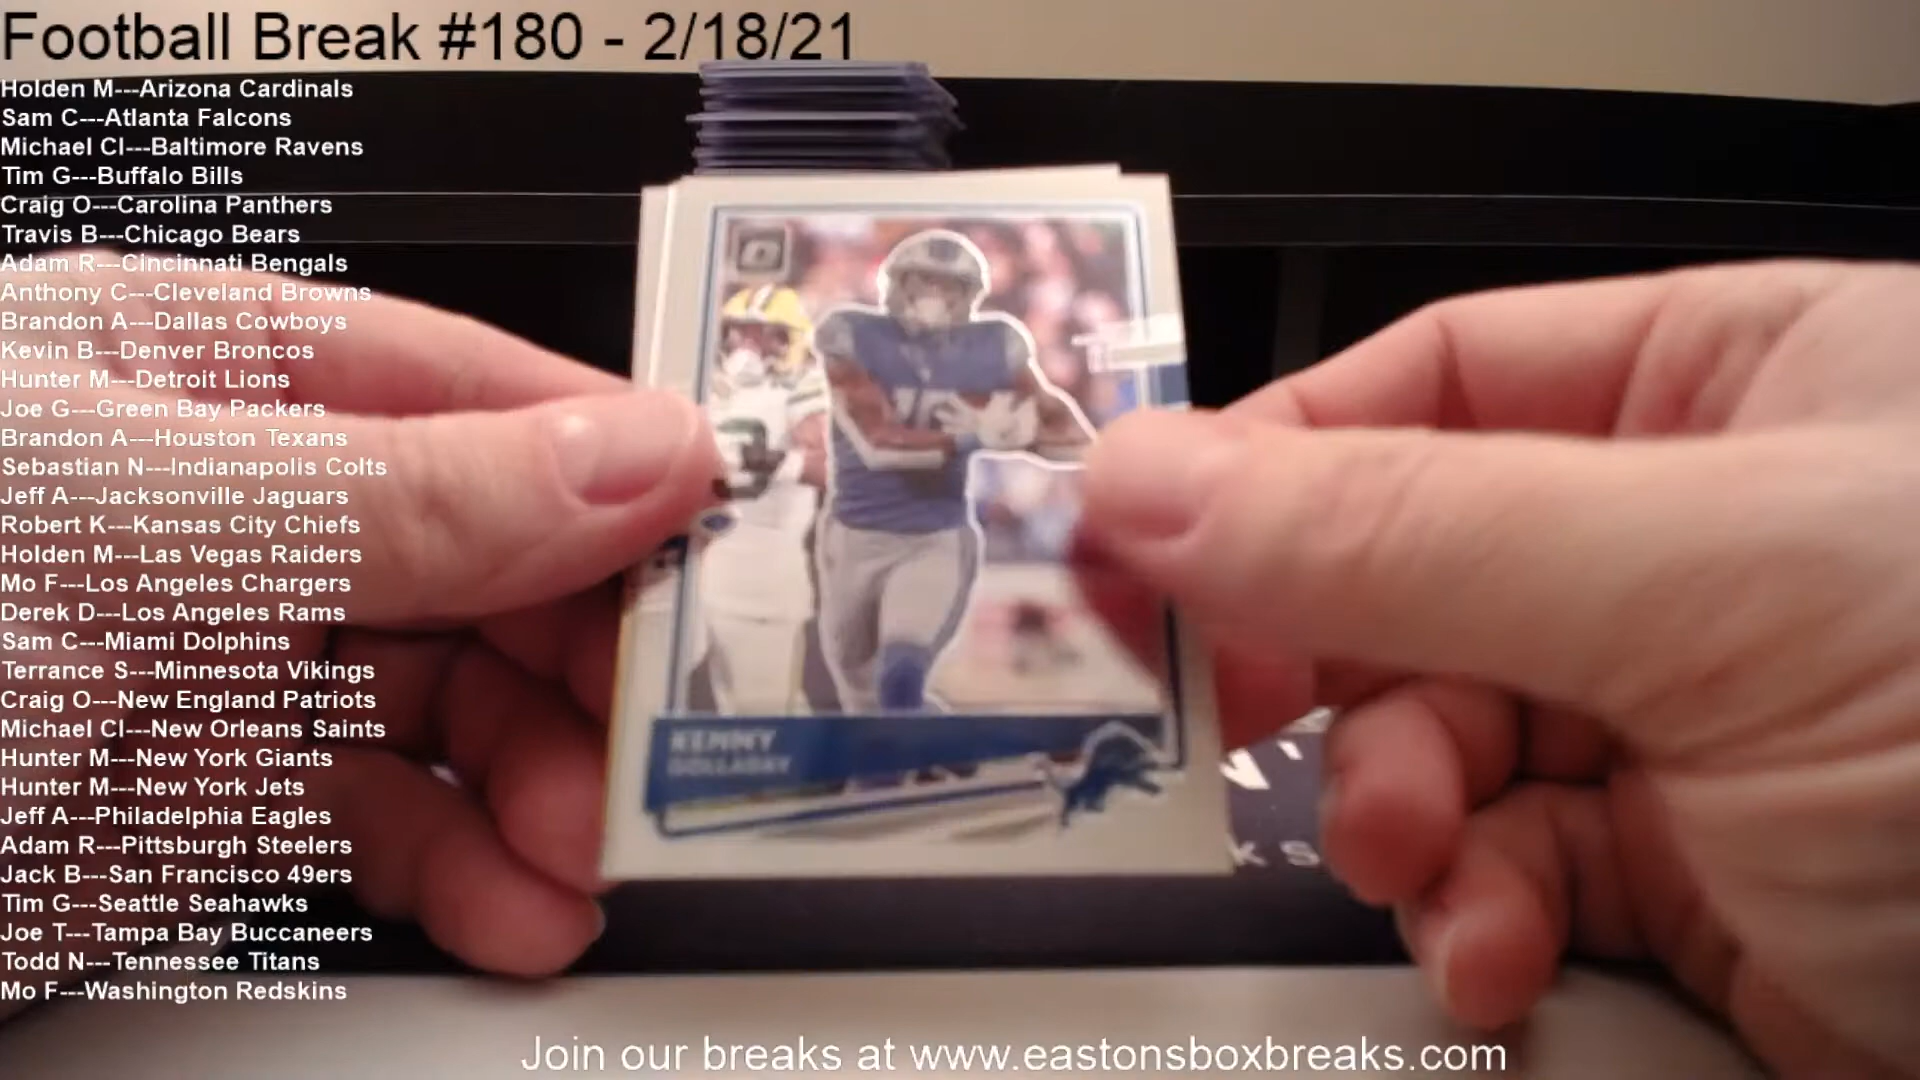 Football Break #180 - 2/18/21
Holden M---Arizona Cardinals
Sam C---Atlanta Falcons
Michael Cl---Baltimore Ravens
Tim G---Buffalo Bills
Craig O---Carolina Panthers
Travis B---Chicago Bears
Adam R---Cincinnati Bengals
Anthony C---Cleveland Browns
Brandon A---Dallas Cowboys
Kevin B---Denver Broncos
Hunter M---Detroit Lions
Joe G---Green Bay Packers
Brandon A---Houston Texans
Sebastian N---Indianapolis Colts
Jeff A---Jacksonville Jaguars
Robert K---Kansas City Chiefs
Holden M---Las Vegas Raiders
Mo F---Los Angeles Chargers
Derek D---Los Angeles Rams
Sam C---Miami Dolphins
Terrance S---Minnesota Vikings
Craig O---New England Patriots
Michael Cl---New Orleans Saints
Hunter M---New York Giants
Hunter M---New York Jets
Jeff A---Philadelphia Eagles
Adam R---Pittsburgh Steelers
Jack B---San Francisco 49ers
Tim G---Seattle Seahawks
Joe T---Tampa Bay Buccaneers
Todd N---Tennessee Titans
Mo F---Washington Redskins
KENNY
GOLLADAY
Join our breaks at www.eastonsboxbreaks.com